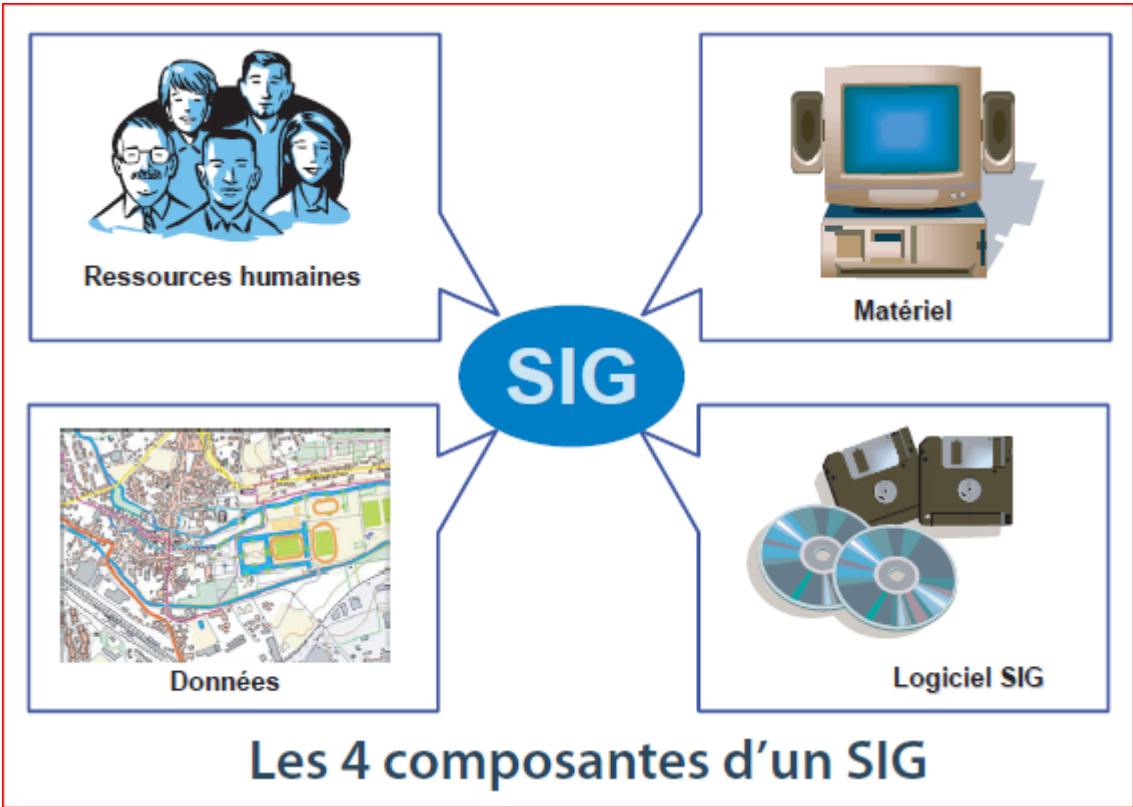 Ressources humaines
Matériel
SIG
Données
Logiciel SIG
Les 4 composantes d'un SIG